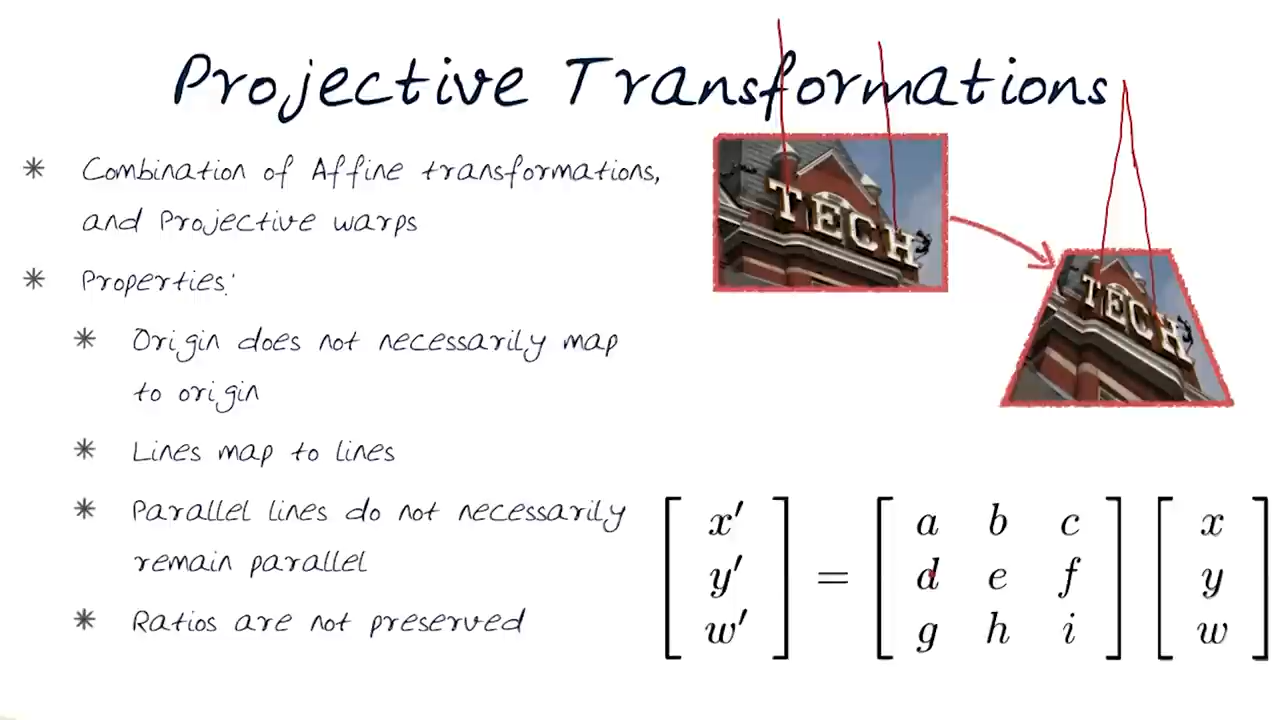 Projective Transformations
* Combination of Affine transformations,
and Projective warps
* Properties:
* Origin does not necessarily map
to origin
* Lines map to lines
* Parallel lines do not necessarily
remain parallel
* Ratios are not preserved
TECH
TECH
[x′ y′ w′] = [a b c; d e f; g h i] [x y w]